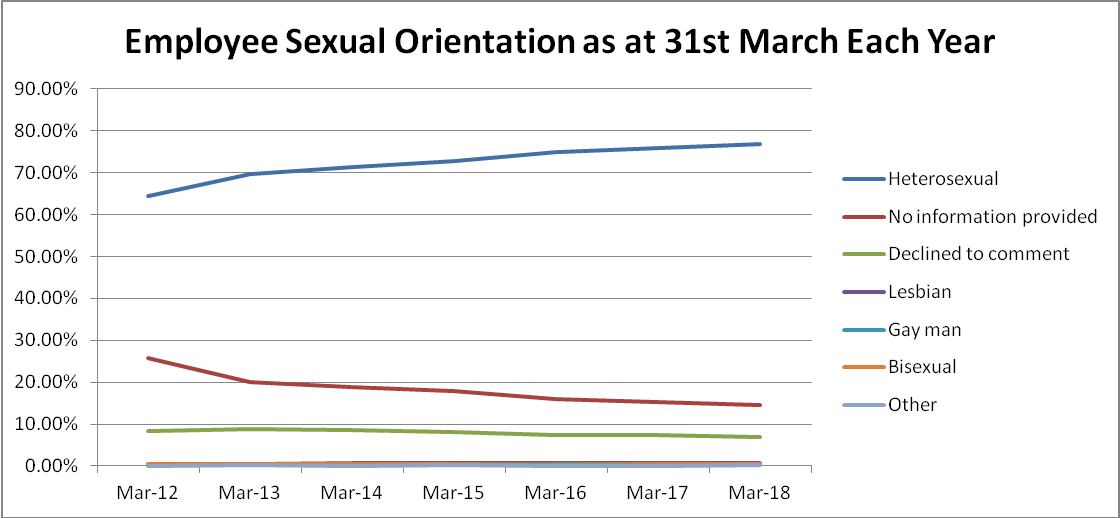 Employee Sexual Orientation as at 31st March Each Year
90.00%
80.00%
70.00%
60.00%
50.00%
40.00%
30.00%
20.00%
10.00%
0.00%
Mar-12 Mar-13 Mar-14 Mar-15 Mar-16 Mar-17 Mar-18
Heterosexual
No information provided
Declined to comment
Lesbian
Gay man
Bisexual
Other